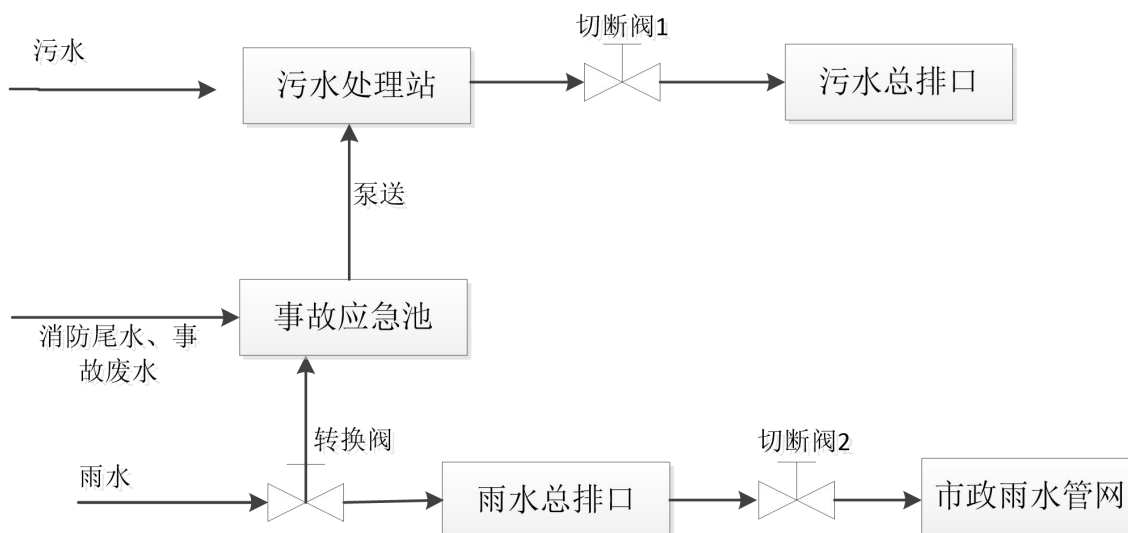 切断阀1
污水
污水处理站
污水总排口
泵送
事故应急池
消防尾水、事
故废水
转换阀
切断阀2
雨水
雨水总排口
市政雨水管网